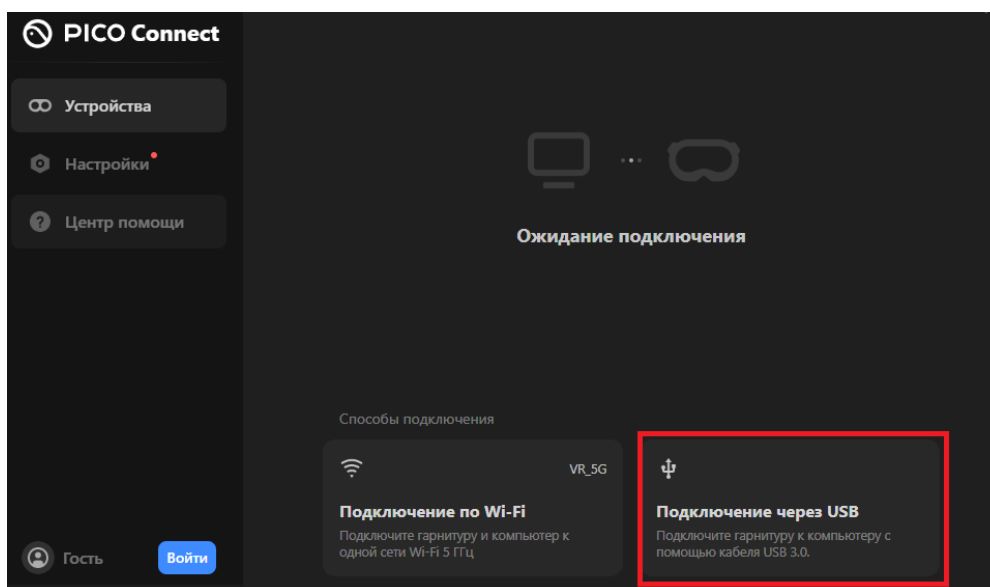 PICO Connect
Устройства
Настройки
Центр помощи
Ожидание подключения
Способы подключения
VR_5G
Подключение по Wi-Fi
Подключите гарнитуру и компьютер к
одной сети Wi-Fi 5 ГГц
Подключение через USB
Подключите гарнитуру к компьютеру с
помощью кабеля USB 3.0.
Гость
Войти